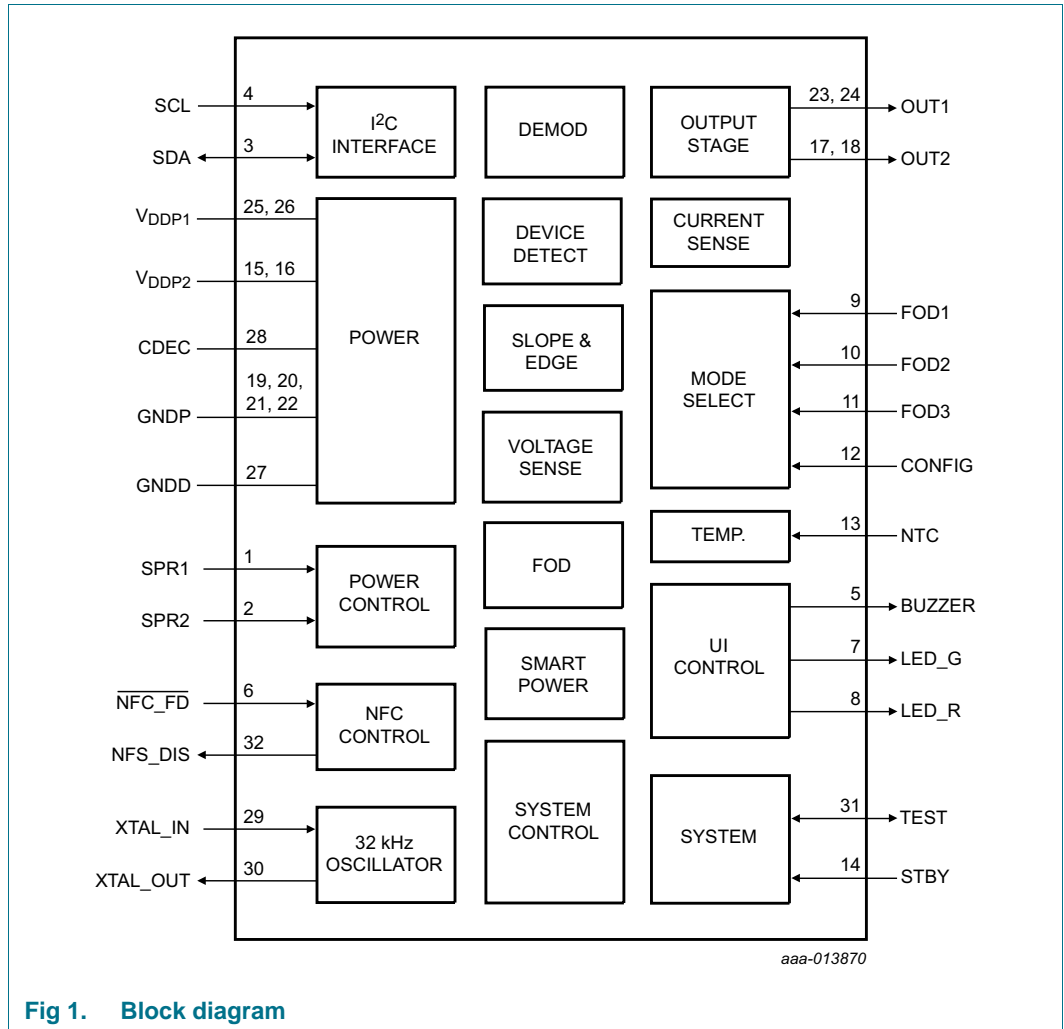 SCL
4
SDA
3
I2C
INTERFACE
DEMOD
OUTPUT
STAGE
23, 24
OUT1
17, 18
OUT2
VDDP1
25, 26
VDDP2
15, 16
CDEC
28
GNDP
19, 20,
21, 22
GNDD
27
POWER
DEVICE
DETECT
CURRENT
SENSE
SLOPE &
EDGE
MODE
SELECT
9
FOD1
10
FOD2
11
FOD3
12
CONFIG
VOLTAGE
SENSE
TEMP.
13
NTC
SPR1
1
SPR2
2
POWER
CONTROL
FOD
UI
CONTROL
5
BUZZER
7
LED_G
8
LED_R
SMART
POWER
NFC_FD
6
NFS_DIS
32
NFC
CONTROL
XTAL_IN
29
XTAL_OUT
30
32 kHz
OSCILLATOR
SYSTEM
CONTROL
SYSTEM
31
TEST
14
STBY
aaa-013870
Fig 1. Block diagram